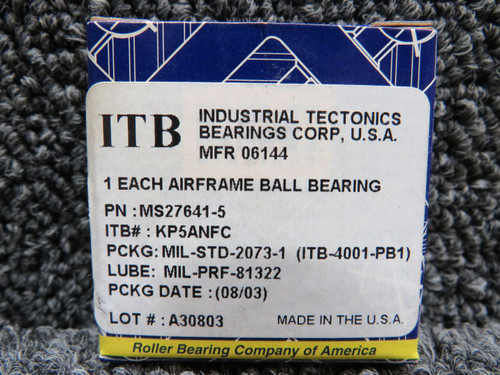 ITB
INDUSTRIAL TECTONICS
BEARINGS CORP, U.S.A.
MFR 06144
1 EACH AIRFRAME BALL BEARING
PN : MS27641-5
ITB# : KP5ANFC
PCKG: MIL-STD-2073-1 (ITB-4001-PB1)
LUBE: MIL-PRF-81322
PCKG DATE : (08/03)
LOT # : A30803 MADE IN THE U.S.A.
Roller Bearing Company of America